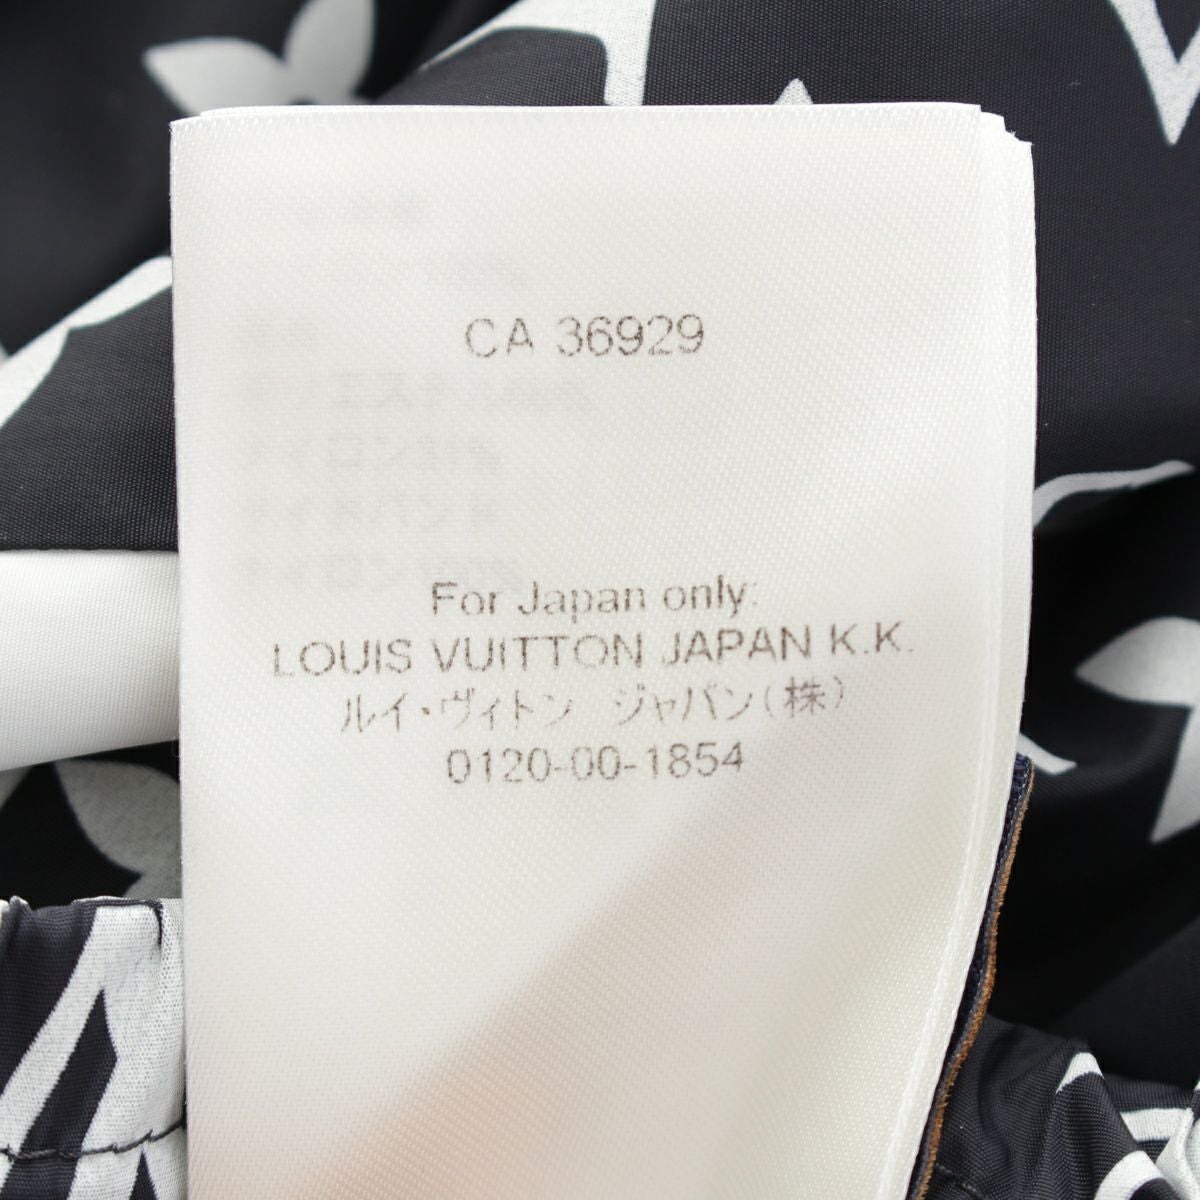 CA 36929
For Japan only:
LOUIS VUITTON JAPAN K.K.
ルイ・ヴィトン ジャパン(株)
0120-00-1854